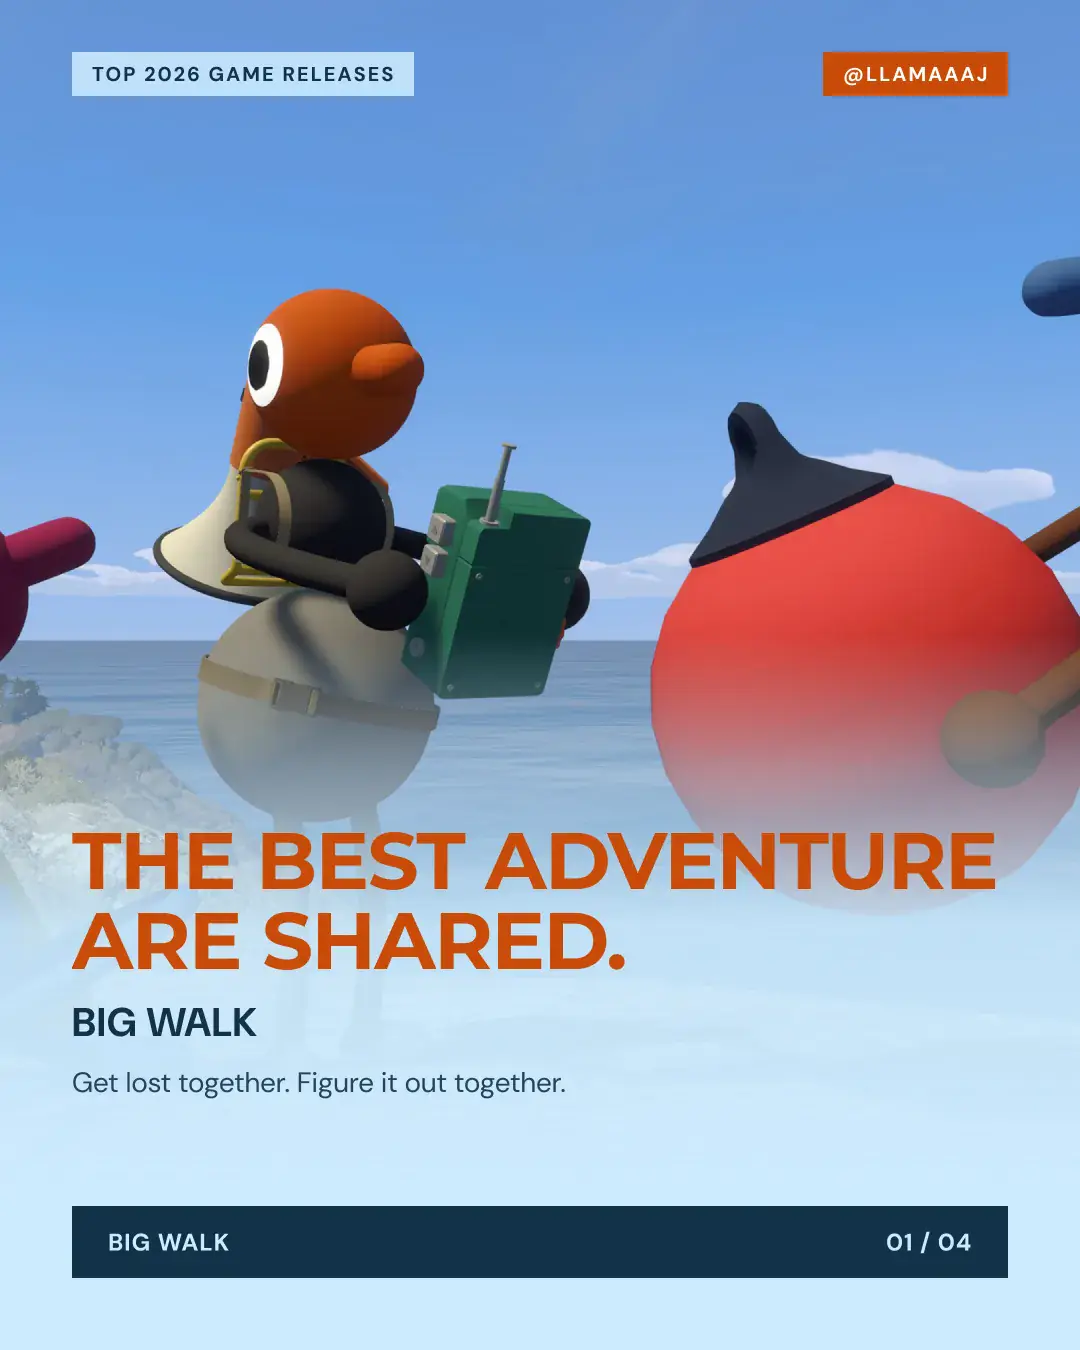 TOP 2026 GAME RELEASES
@LLAMAAAJ
THE BEST ADVENTURE
ARE SHARED.
BIG WALK
Get lost together. Figure it out together.
BIG WALK
01 / 04